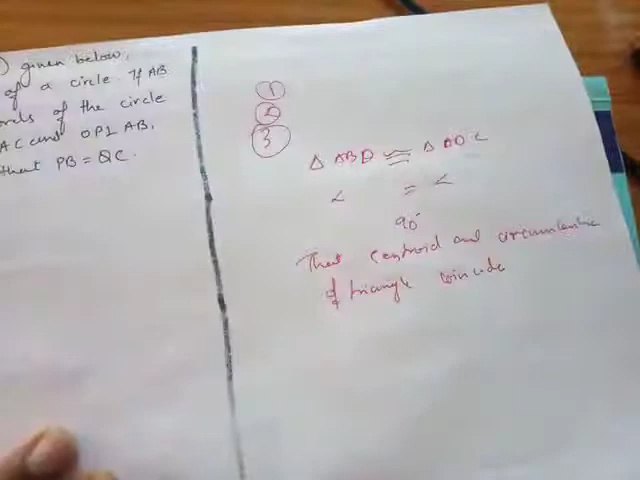 ) given below,
of a circle. If AB
of the circle
AC and OP⊥AB,
that PB = QC.
1
2
3
Δ ABD ≅ Δ ADC
< = <
90°
That centroid and circumcentre
of triangle coincide